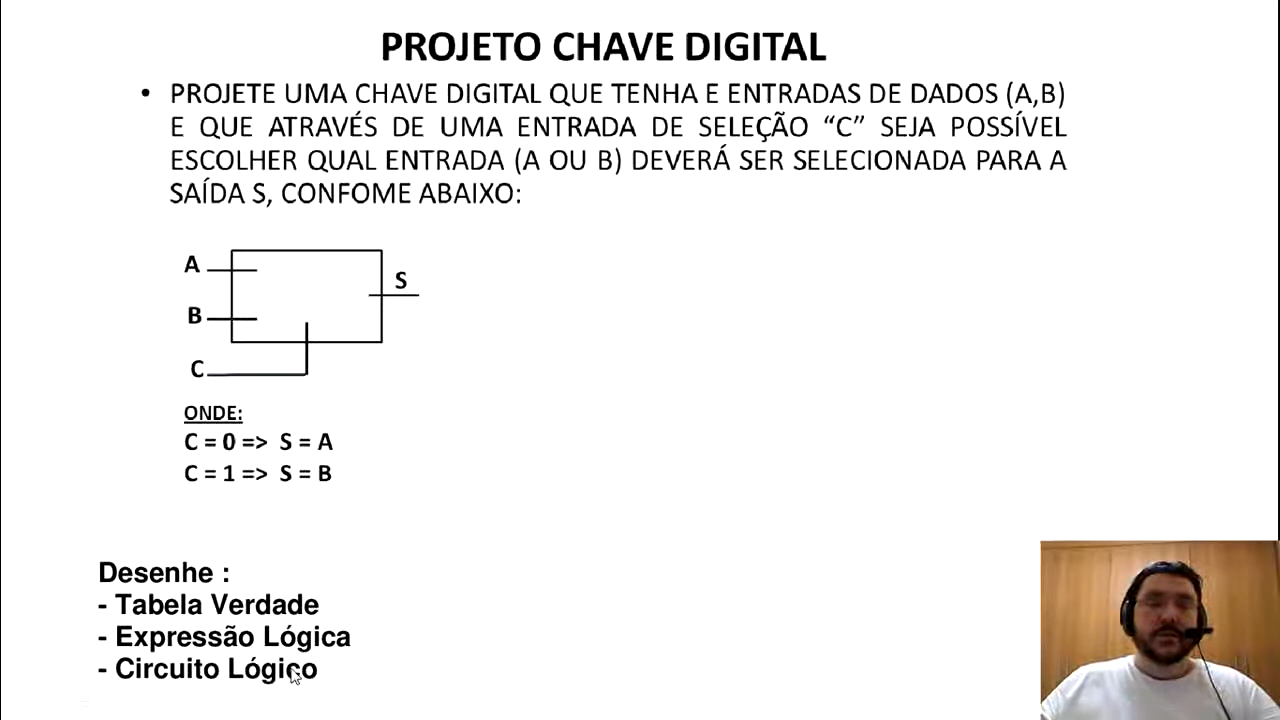 PROJETO CHAVE DIGITAL
• PROJETE UMA CHAVE DIGITAL QUE TENHA E ENTRADAS DE DADOS (A,B)
E QUE ATRAVÉS DE UMA ENTRADA DE SELEÇÃO “C” SEJA POSSÍVEL
ESCOLHER QUAL ENTRADA (A OU B) DEVERÁ SER SELECIONADA PARA A
SAÍDA S, CONFOME ABAIXO:
A
S
B
C
ONDE:
C = 0 => S = A
C = 1 => S = B
Desenhe :
- Tabela Verdade
- Expressão Lógica
- Circuito Lógico